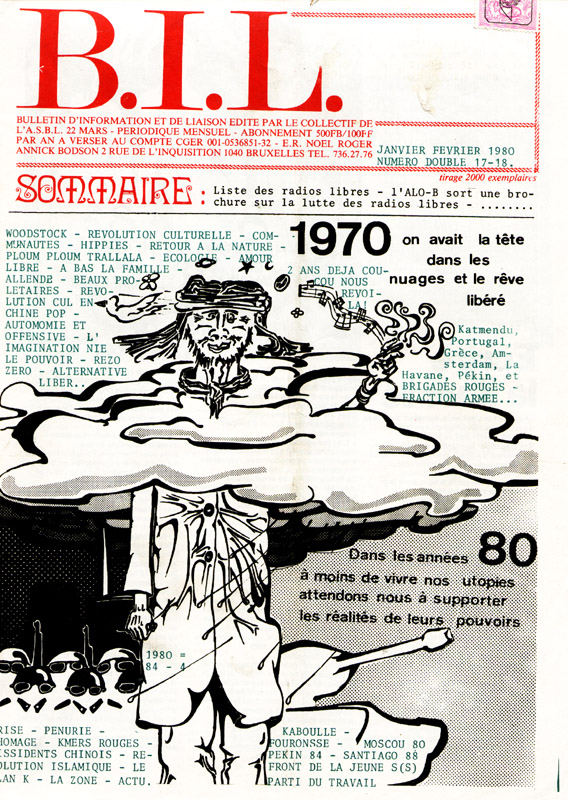 B.I.L.
BULLETIN D'INFORMATION ET DE LIAISON EDITE PAR LE COLLECTIF DE
L'A.S.B.L. 22 MARS - PERIODIQUE MENSUEL - ABONNEMENT 500FB/100FF
PAR AN A VERSER AU COMPTE CGER 001-0536851-32 - E.R. NOEL ROGER
ANNICK BODSON 2 RUE DE L'INQUISITION 1040 BRUXELLES TEL. 736.27.76
JANVIER FEVRIER 1980
NUMERO DOUBLE 17-18.
tirage 2000 exemplaires
SOMMAIRE : Liste des radios libres - l'ALO-B sort une bro-
chure sur la lutte des radios libres - ........
WOODSTOCK - REVOLUTION CULTURELLE - COM-
MUNAUTES - HIPPIES - RETOUR A LA NATURE -
PLOUM PLOUM TRALLALA - ECOLOGIE - AMOUR
LIBRE - A BAS LA FAMILLE -
ALLENDE - BEAUX PRO-
LETAIRES - REVO-
LUTION CUL EN
CHINE POP -
AUTOMOMIE ET
OFFENSIVE - L'
IMAGINATION NIE
LE POUVOIR - REZO
ZERO - ALTERNATIVE
LIBER..
2 ANS DEJA COU-
COU NOUS
REVOI-
LA!
1970 on avait la tête
dans les
nuages et le rêve
libéré
Katmendu,
Portugal,
Grèce, Am-
sterdam, La
Havane, Pékin, et
BRIGADES ROUGES -
FRACTION ARMEE...
Dans les années 80
à moins de vivre nos utopies
attendons nous à supporter
les réalités de leurs pouvoirs
1980 =
84 - 4
RISE - PENURIE -
HOMAGE - KMERS ROUGES -
ISSIDENTS CHINOIS - RE-
OLUTION ISLAMIQUE - LE
LAN K - LA ZONE - ACTU.
KABOULLE -
FOURONSSE - MOSCOU 80
PEKIN 84 - SANTIAGO 88
FRONT DE LA JEUNE S(S)
PARTI DU TRAVAIL